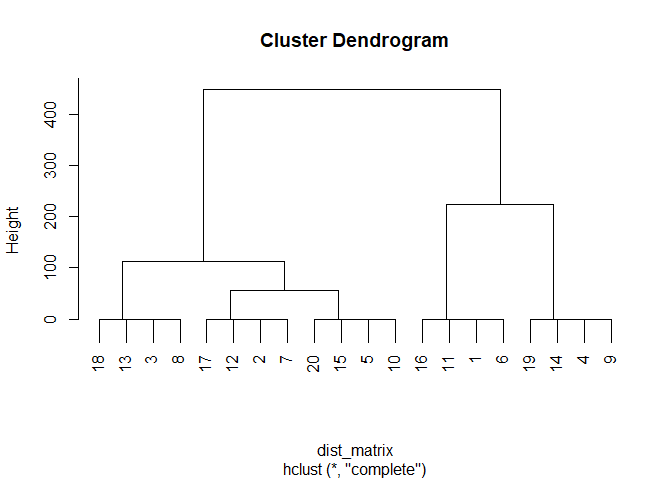 Cluster Dendrogram
Height
400
300
200
100
0
18 13 3 8 17 12 2 7 20 15 5 10 16 11 1 6 19 14 4 9
dist_matrix
hclust (*, "complete")